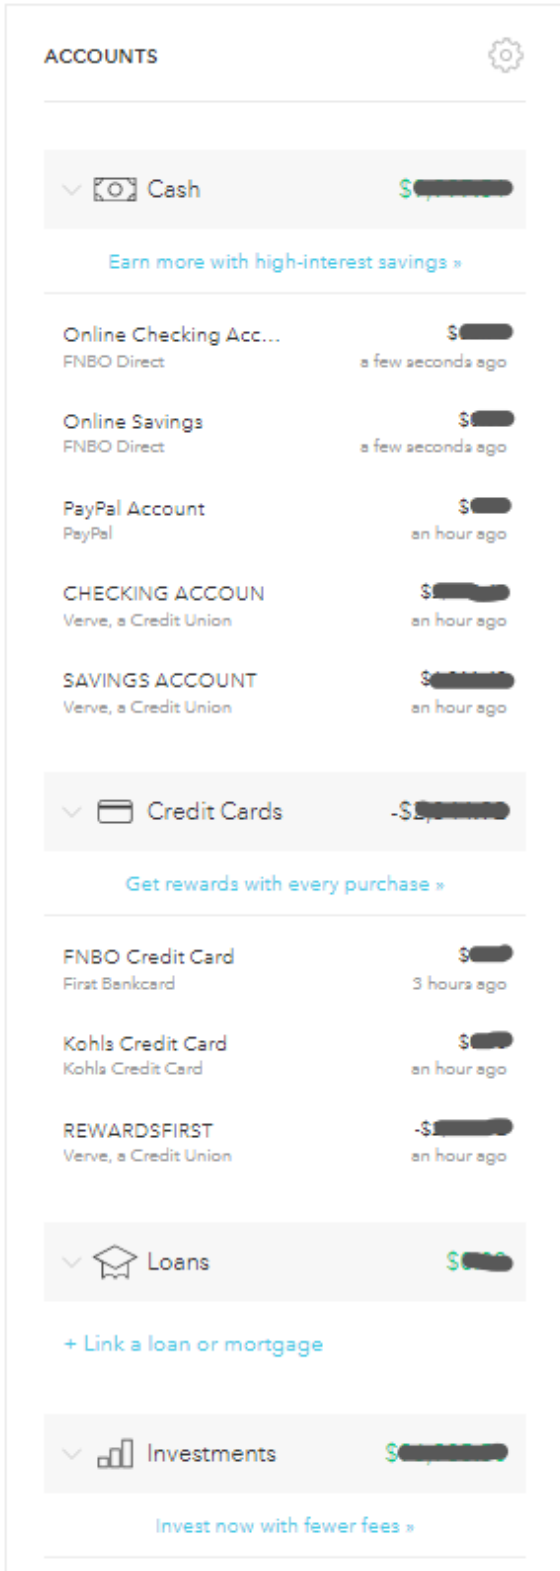 ACCOUNTS
Cash $
Earn more with high-interest savings »
Online Checking Acc... $
FNBO Direct a few seconds ago
Online Savings $
FNBO Direct a few seconds ago
PayPal Account $
PayPal an hour ago
CHECKING ACCOUN $
Verve, a Credit Union an hour ago
SAVINGS ACCOUNT $
Verve, a Credit Union an hour ago
Credit Cards -$
Get rewards with every purchase »
FNBO Credit Card $
First Bankcard 3 hours ago
Kohls Credit Card $
Kohls Credit Card an hour ago
REWARDSFIRST -$
Verve, a Credit Union an hour ago
Loans $
+ Link a loan or mortgage
Investments $
Invest now with fewer fees »